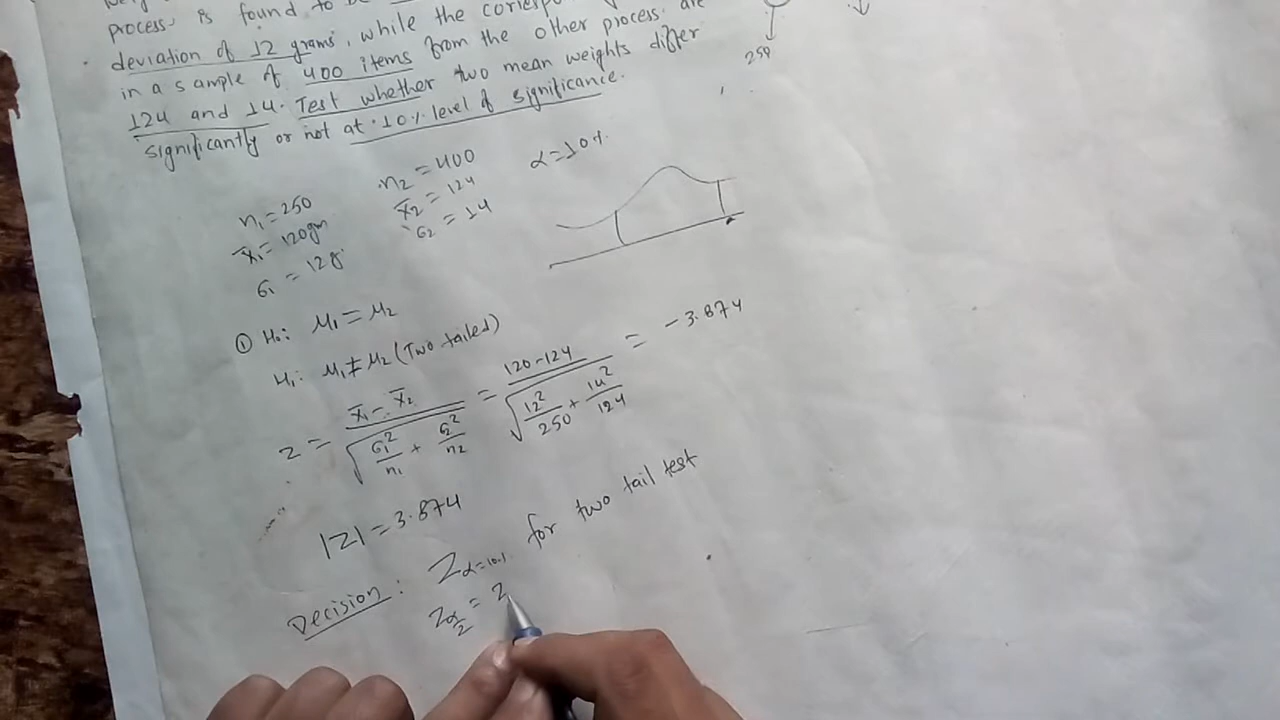 process is found to
deviation of 12 grams, while the
in a sample of 400 items from the other process are
124 and 14. Test whether two mean weights differ
significantly or not at 10% level of significance.
250
n₁ = 250
n₂ = 400
α = 10%
x̄₁ = 120gm
x̄₂ = 124
σ₁ = 12g
σ₂ = 14
① H₀: μ₁ = μ₂
H₁: μ₁ ≠ μ₂ (Two tailed)
z = x̄₁ - x̄₂ / √(σ₁²/n₁ + σ₂²/n₂) = 120-124 / √(12²/250 + 14²/124) = -3.874
|z| = 3.874
Decision: Zα=10% for two tail test
Zα/2 = Z